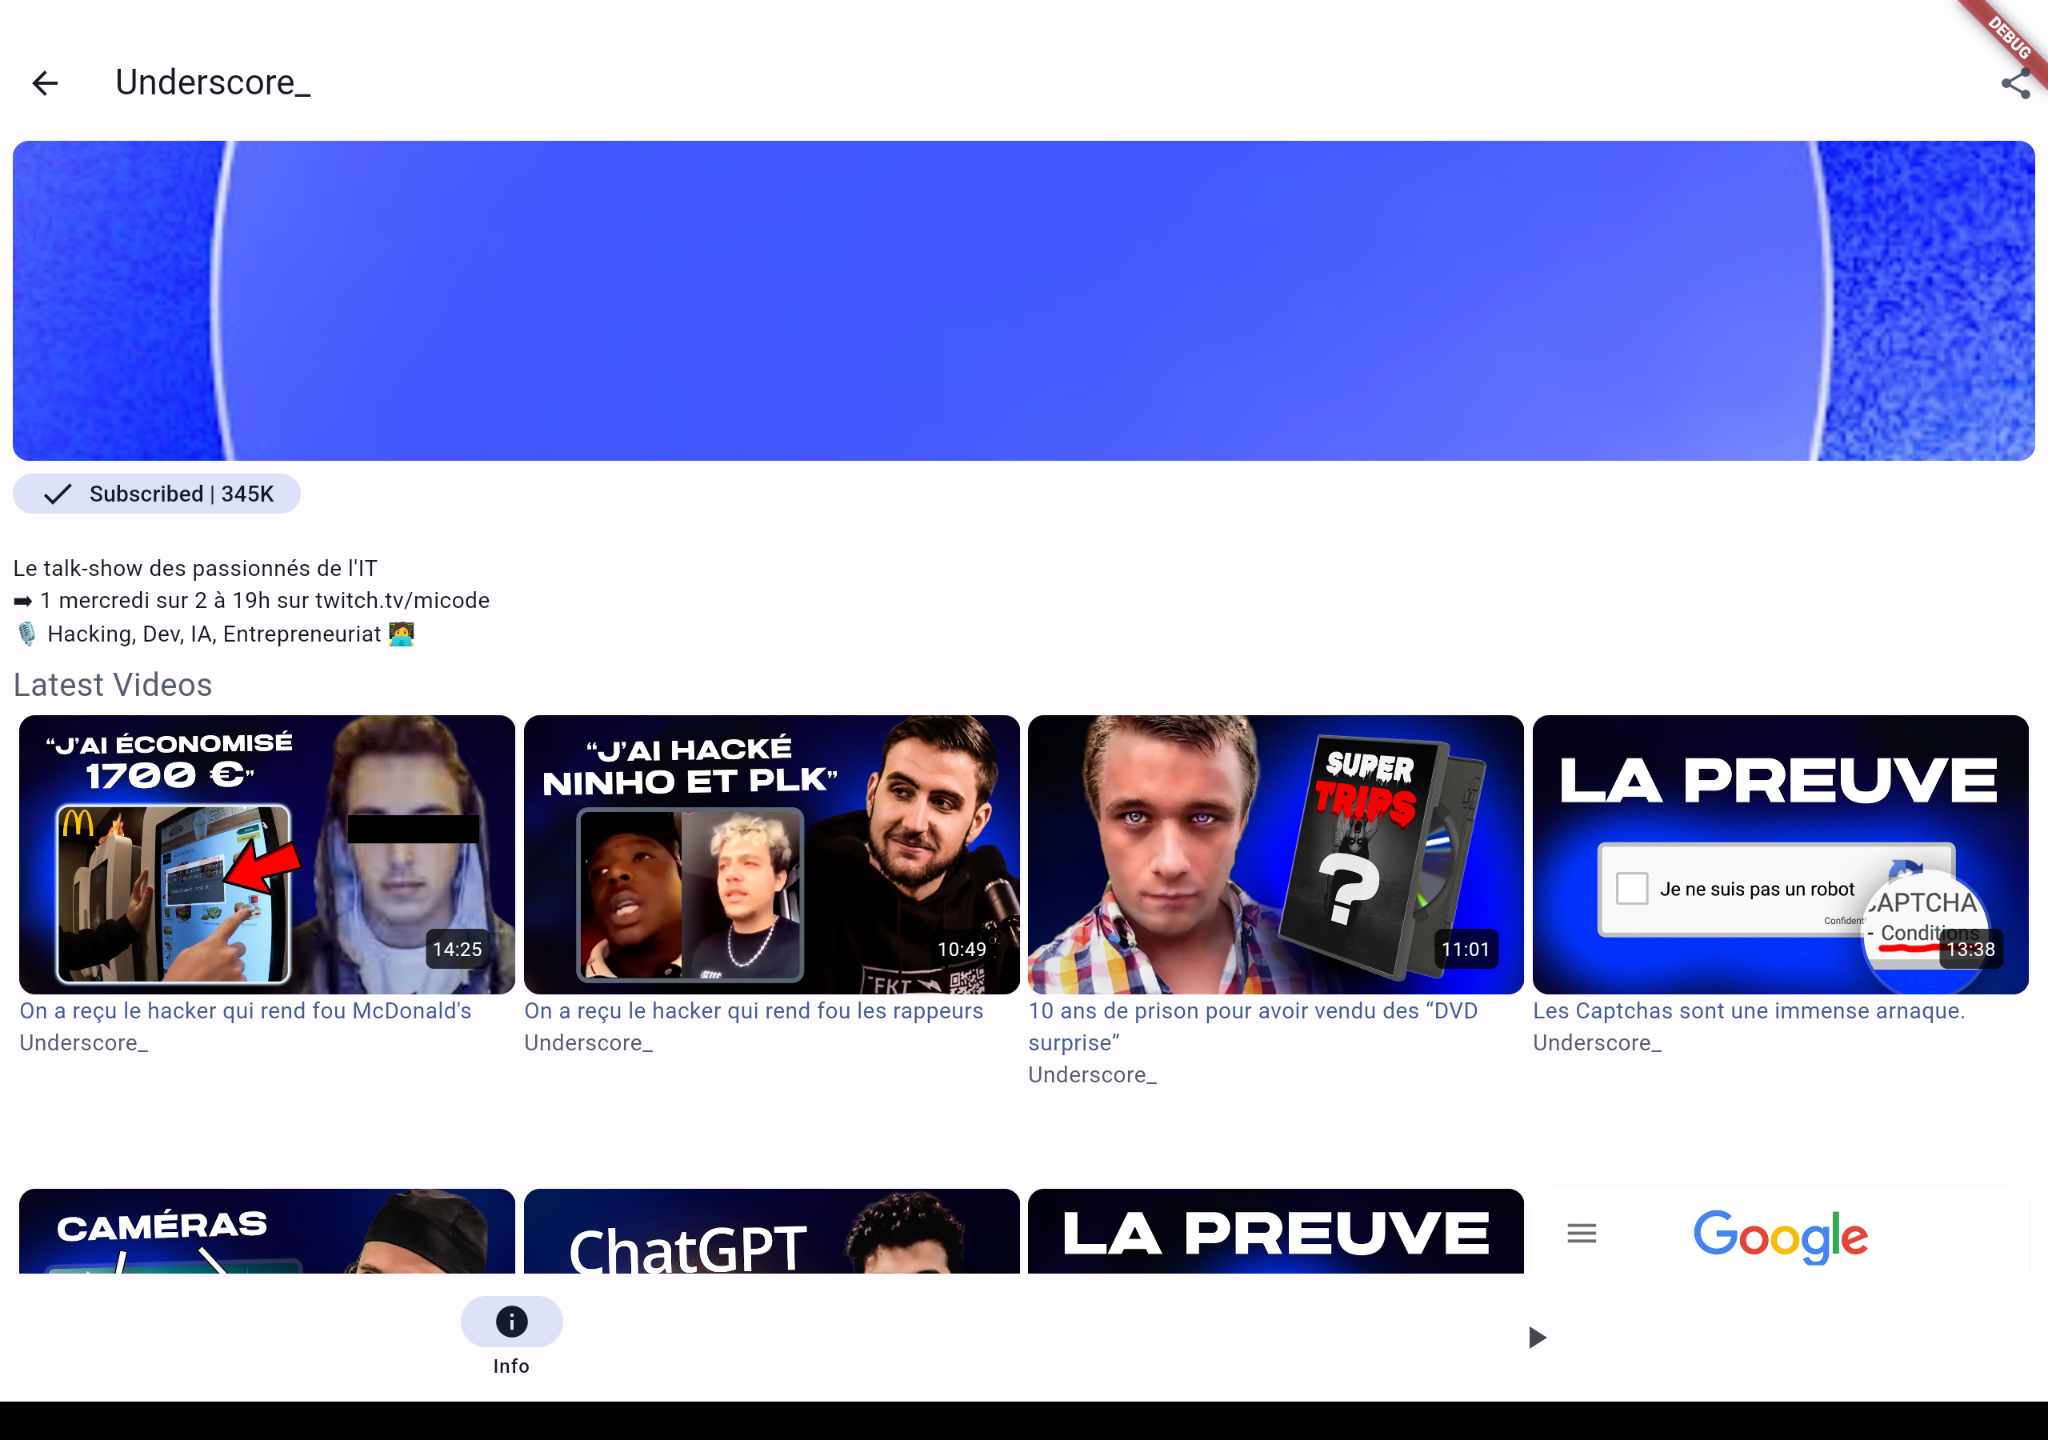 DEBUG
Underscore_
Subscribed | 345K
Le talk-show des passionnés de l'IT
➡ 1 mercredi sur 2 à 19h sur twitch.tv/micode
🎙️ Hacking, Dev, IA, Entrepreneuriat 🧑‍💻
Latest Videos
“J'AI ÉCONOMISÉ
1700 €”
14:25
On a reçu le hacker qui rend fou McDonald's
Underscore_
“J'AI HACKÉ
NINHO ET PLK”
10:49
On a reçu le hacker qui rend fou les rappeurs
Underscore_
SUPER
TRIPS
?
11:01
10 ans de prison pour avoir vendu des “DVD
surprise”
Underscore_
LA PREUVE
Je ne suis pas un robot
CAPTCHA
Confident
- Conditions
13:38
Les Captchas sont une immense arnaque.
Underscore_
CAMÉRAS
ChatGPT
LA PREUVE
Google
Info